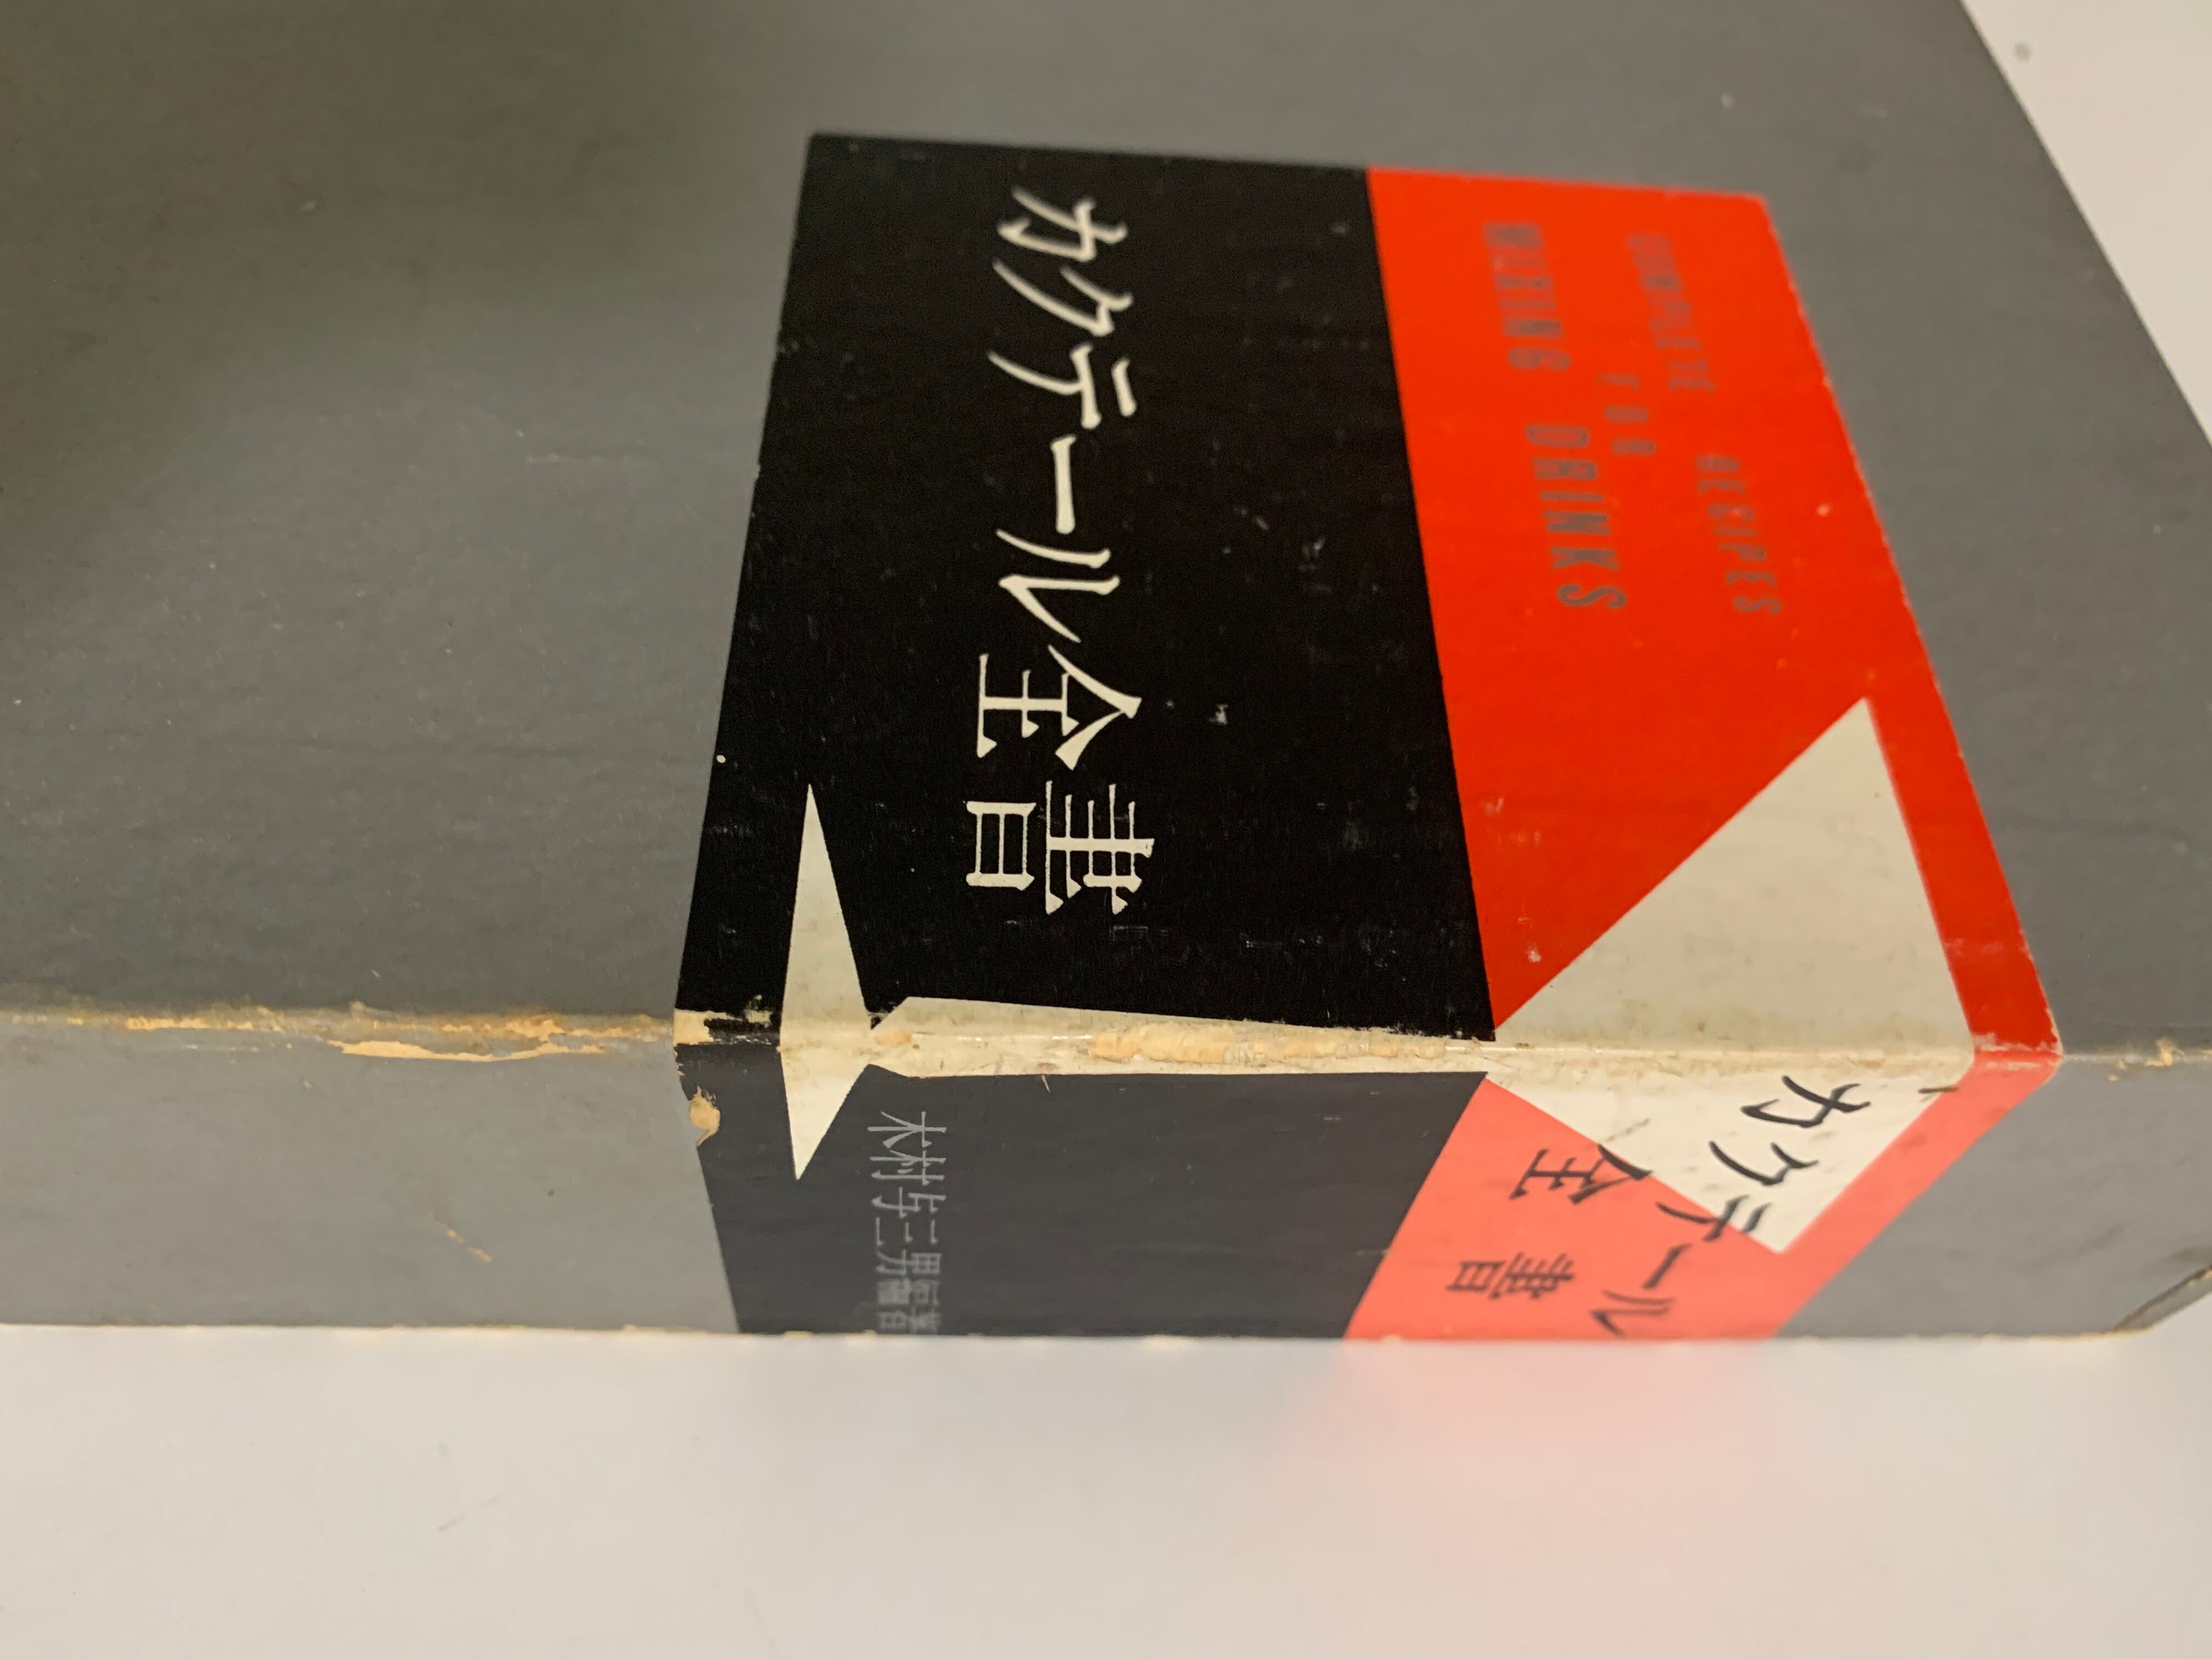 COMPLETE RECIPES
FOR
MIXING DRINKS
カクテール全書
カクテール
全書
木村与三男